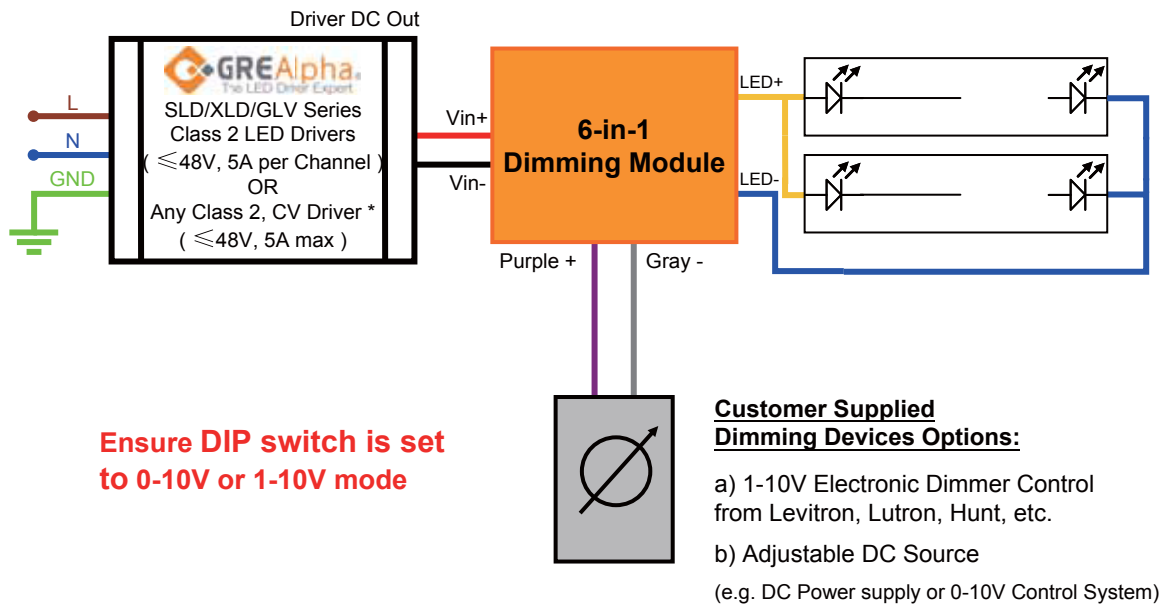 Driver DC Out
GREAlpha®
The LED Driver Expert
SLD/XLD/GLV Series
Class 2 LED Drivers
( ≤48V, 5A per Channel )
OR
Any Class 2, CV Driver *
( ≤48V, 5A max )
L
N
GND
Vin+
Vin-
6-in-1
Dimming Module
LED+
LED-
Purple +
Gray -
Ensure DIP switch is set
to 0-10V or 1-10V mode
Customer Supplied
Dimming Devices Options:
a) 1-10V Electronic Dimmer Control
from Levitron, Lutron, Hunt, etc.
b) Adjustable DC Source
(e.g. DC Power supply or 0-10V Control System)